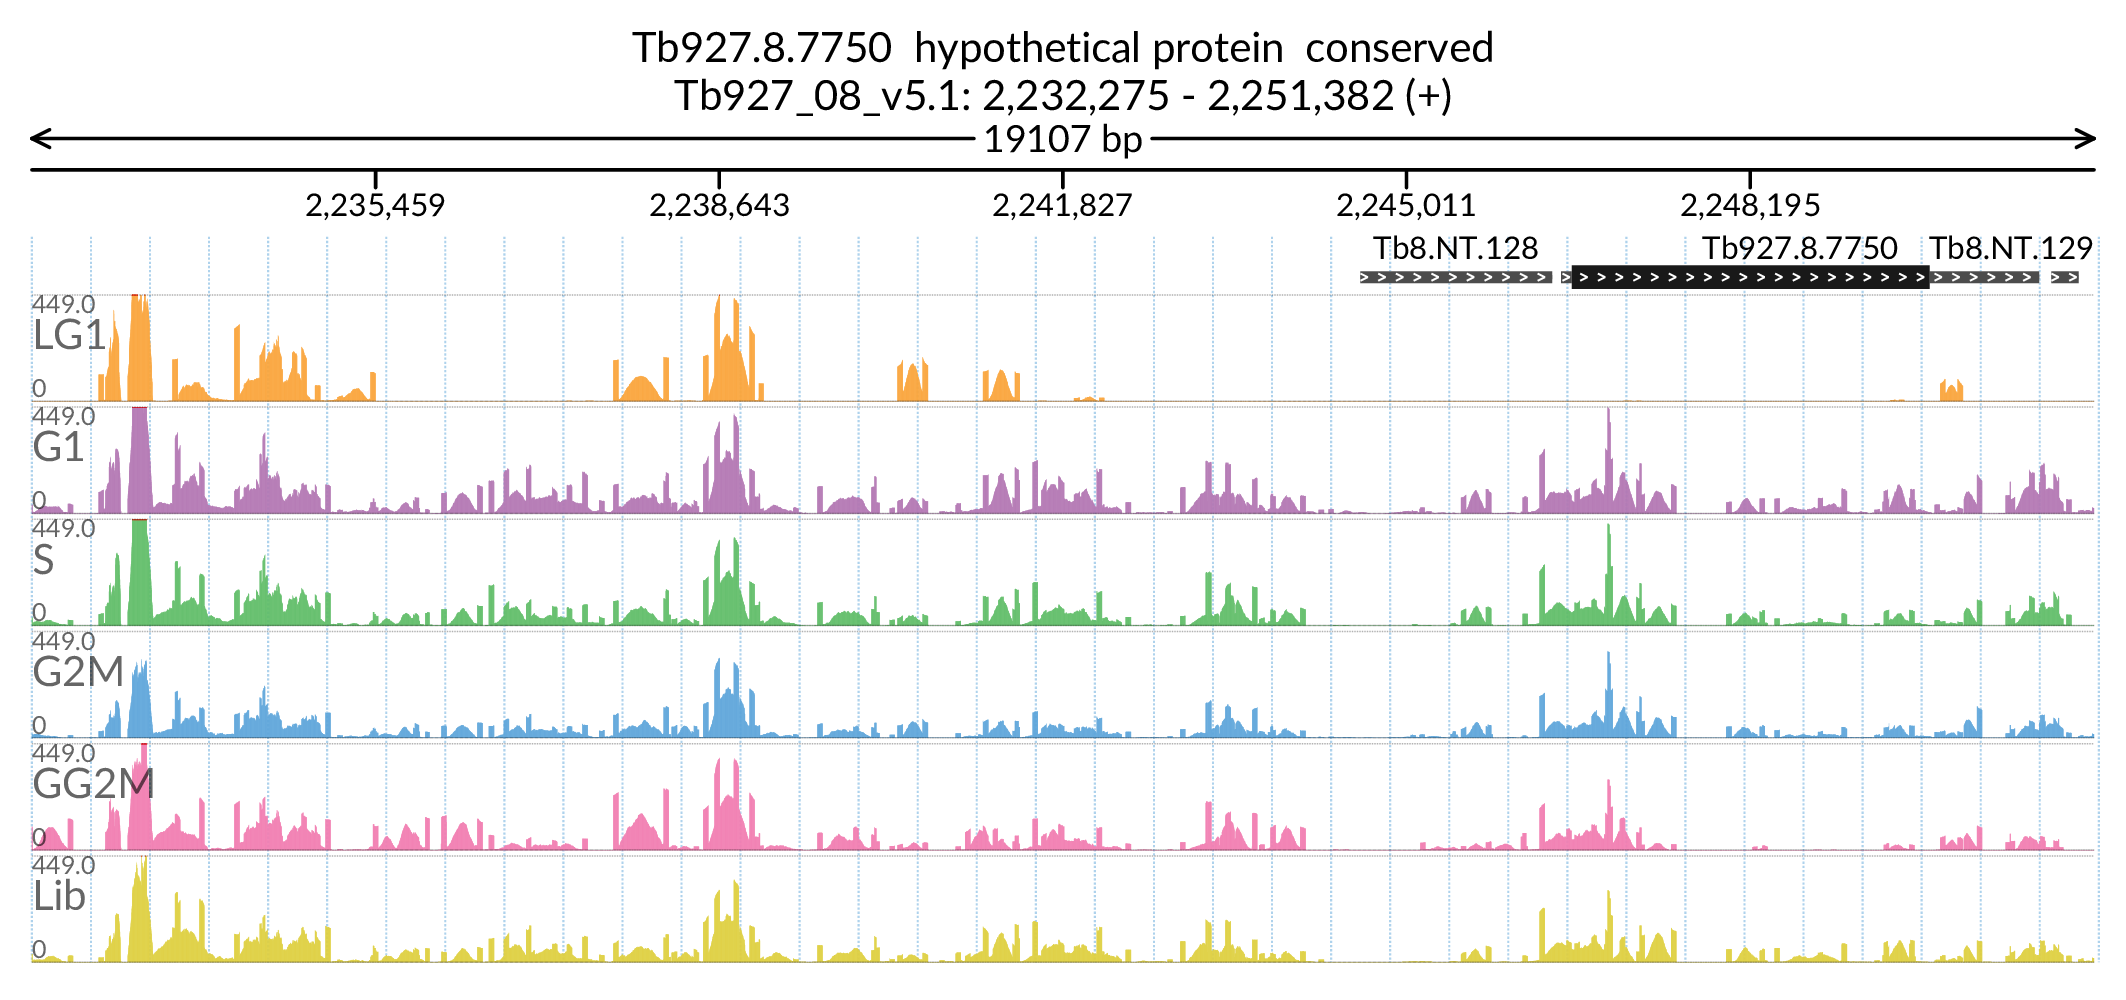 Tb927.8.7750  hypothetical protein  conserved
Tb927_08_v5.1: 2,232,275 - 2,251,382 (+)
19107 bp
2,235,459 2,238,643 2,241,827 2,245,011 2,248,195
Tb8.NT.128 Tb927.8.7750 Tb8.NT.129
449.0
LG1
0
449.0
G1
0
449.0
S
0
449.0
G2M
0
449.0
GG2M
0
449.0
Lib
0